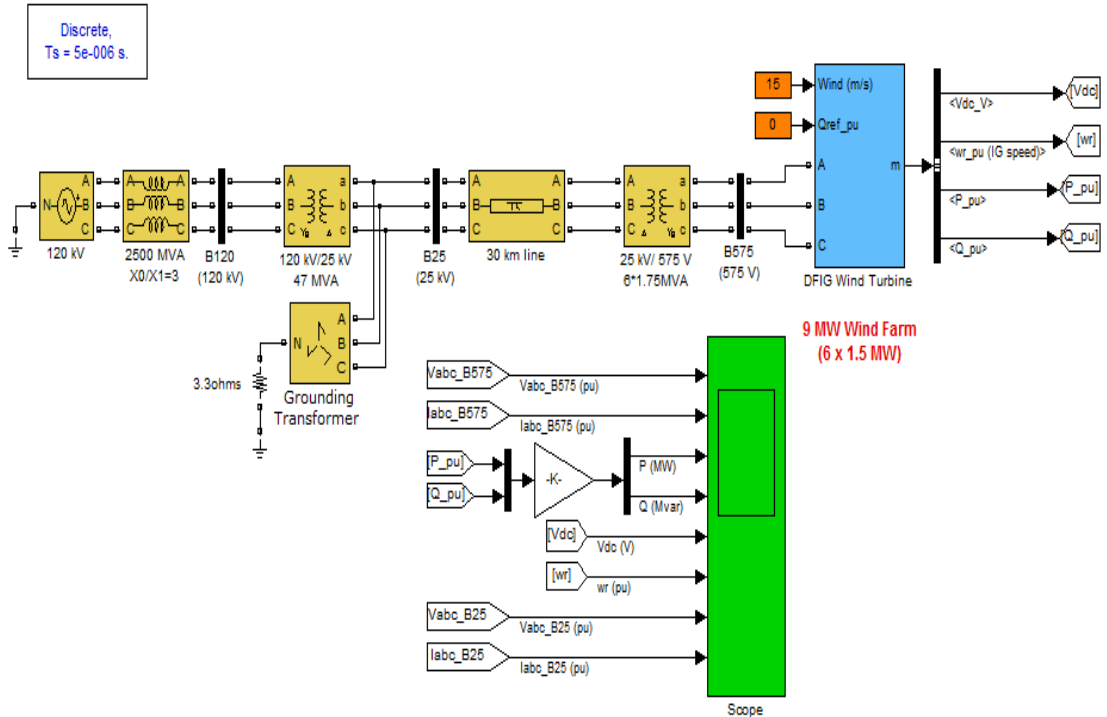 Discrete,
Ts = 5e-006 s.
15
Wind (m/s)
0
Qref_pu
A
B
C
m
DFIG Wind Turbine
<Vdc_V>
[Vdc]
<wr_pu (IG speed)>
[wr]
<P_pu>
[P_pu]
<Q_pu>
[Q_pu]
N
A
B
C
120 kV
A A
B B
C C
2500 MVA
X0/X1=3
B120
(120 kV)
A a
B b
C c
Yg Δ
120 kV/25 kV
47 MVA
B25
(25 kV)
A A
B B
C C
30 km line
A a
B b
C c
Yg Δ
25 kV/ 575 V
6*1.75MVA
B575
(575 V)
9 MW Wind Farm
(6 x 1.5 MW)
N
A
B
C
3.3ohms
Grounding
Transformer
Vabc_B575
Vabc_B575 (pu)
Iabc_B575
Iabc_B575 (pu)
[P_pu]
[Q_pu]
-K-
P (MW)
Q (Mvar)
[Vdc]
Vdc (V)
[wr]
wr (pu)
Vabc_B25
Vabc_B25 (pu)
Iabc_B25
Iabc_B25 (pu)
Scope